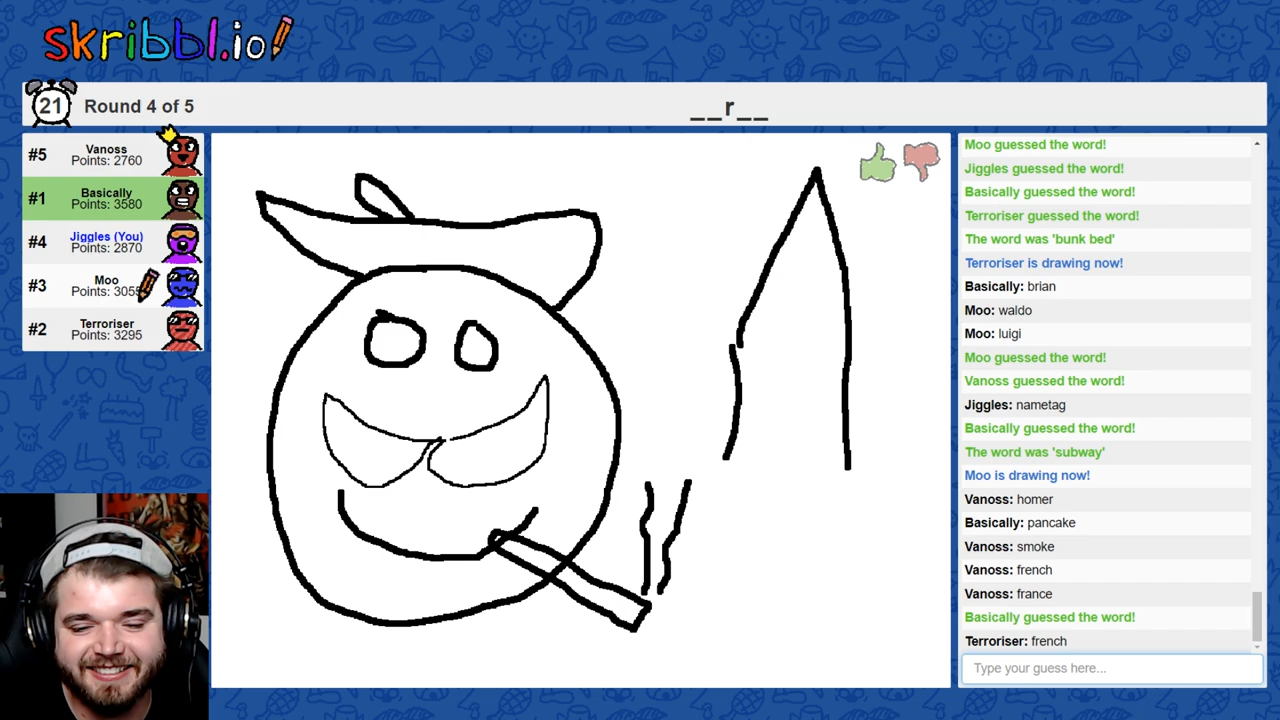 skribbl.io
21
Round 4 of 5
__r__
#5
Vanoss
Points: 2760
#1
Basically
Points: 3580
#4
Jiggles (You)
Points: 2870
#3
Moo
Points: 3055
#2
Terroriser
Points: 3295
Moo guessed the word!
Jiggles guessed the word!
Basically guessed the word!
Terroriser guessed the word!
The word was 'bunk bed'
Terroriser is drawing now!
Basically: brian
Moo: waldo
Moo: luigi
Moo guessed the word!
Vanoss guessed the word!
Jiggles: nametag
Basically guessed the word!
The word was 'subway'
Moo is drawing now!
Vanoss: homer
Basically: pancake
Vanoss: smoke
Vanoss: french
Vanoss: france
Basically guessed the word!
Terroriser: french
Type your guess here...